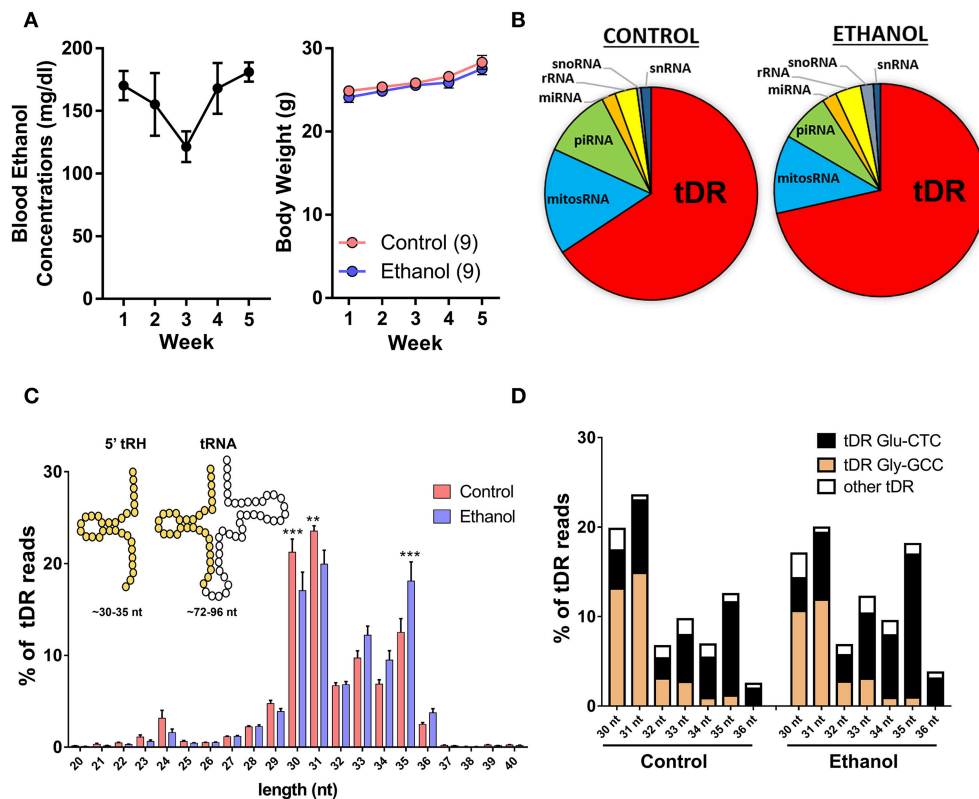 A
200
150
100
50
0
Blood Ethanol
Concentrations (mg/dl)
1 2 3 4 5
Week
30
20
10
0
Body Weight (g)
Control (9)
Ethanol (9)
1 2 3 4 5
Week
B
CONTROL
snoRNA
rRNA
miRNA
snRNA
piRNA
mitosRNA
tDR
ETHANOL
snoRNA
rRNA
miRNA
snRNA
piRNA
mitosRNA
tDR
C
5' tRH
tRNA
~30-35 nt
~72-96 nt
Control
Ethanol
30
20
10
0
% of tDR reads
*** ** ***
20 21 22 23 24 25 26 27 28 29 30 31 32 33 34 35 36 37 38 39 40
length (nt)
D
tDR Glu-CTC
tDR Gly-GCC
other tDR
30
20
10
0
% of tDR reads
30 nt 31 nt 32 nt 33 nt 34 nt 35 nt 36 nt 30 nt 31 nt 32 nt 33 nt 34 nt 35 nt 36 nt
Control Ethanol